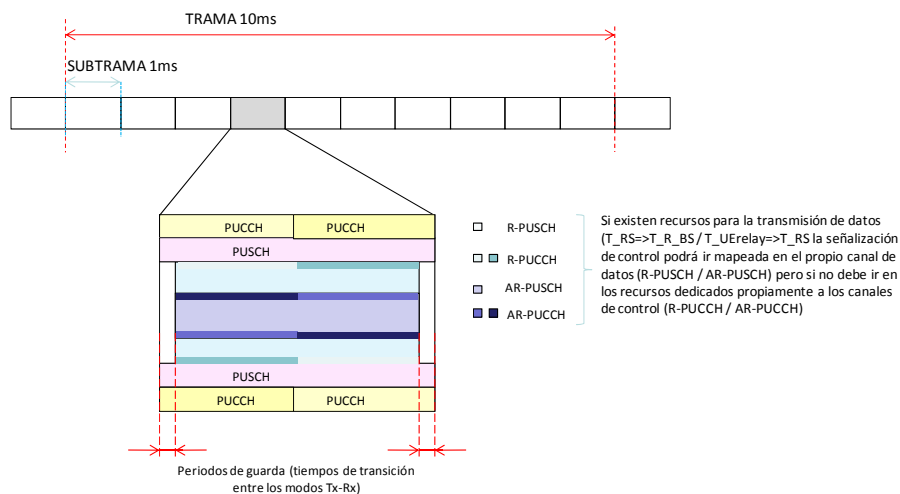 TRAMA 10ms
SUBTRAMA 1ms
PUCCH PUCCH
PUSCH
PUSCH
PUCCH PUCCH
R-PUSCH
R-PUCCH
AR-PUSCH
AR-PUCCH
Si existen recursos para la transmisión de datos
(T_RS=>T_R_BS / T_UErelay=>T_RS la señalización
de control podrá ir mapeada en el propio canal de
datos (R-PUSCH / AR-PUSCH) pero si no debe ir en
los recursos dedicados propiamente a los canales
de control (R-PUCCH / AR-PUCCH)
Periodos de guarda (tiempos de transición
entre los modos Tx-Rx)